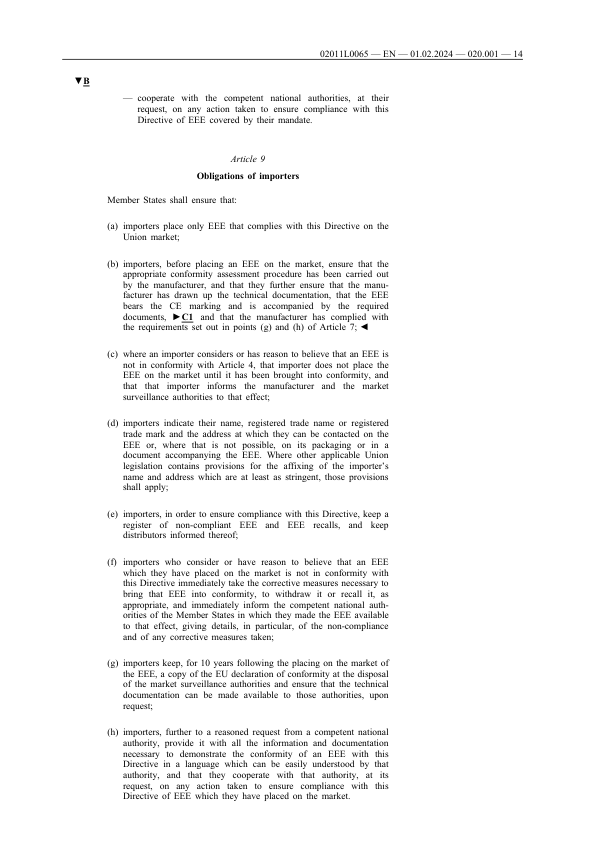 02011L0065 — EN — 01.02.2024 — 020.001 — 14
▼B
— cooperate with the competent national authorities, at their
request, on any action taken to ensure compliance with this
Directive of EEE covered by their mandate.
Article 9
Obligations of importers
Member States shall ensure that:
(a) importers place only EEE that complies with this Directive on the
Union market;
(b) importers, before placing an EEE on the market, ensure that the
appropriate conformity assessment procedure has been carried out
by the manufacturer, and that they further ensure that the manu-
facturer has drawn up the technical documentation, that the EEE
bears the CE marking and is accompanied by the required
documents, ►C1 and that the manufacturer has complied with
the requirements set out in points (g) and (h) of Article 7; ◄
(c) where an importer considers or has reason to believe that an EEE is
not in conformity with Article 4, that importer does not place the
EEE on the market until it has been brought into conformity, and
that that importer informs the manufacturer and the market
surveillance authorities to that effect;
(d) importers indicate their name, registered trade name or registered
trade mark and the address at which they can be contacted on the
EEE or, where that is not possible, on its packaging or in a
document accompanying the EEE. Where other applicable Union
legislation contains provisions for the affixing of the importer's
name and address which are at least as stringent, those provisions
shall apply;
(e) importers, in order to ensure compliance with this Directive, keep a
register of non-compliant EEE and EEE recalls, and keep
distributors informed thereof;
(f) importers who consider or have reason to believe that an EEE
which they have placed on the market is not in conformity with
this Directive immediately take the corrective measures necessary to
bring that EEE into conformity, to withdraw it or recall it, as
appropriate, and immediately inform the competent national auth-
orities of the Member States in which they made the EEE available
to that effect, giving details, in particular, of the non-compliance
and of any corrective measures taken;
(g) importers keep, for 10 years following the placing on the market of
the EEE, a copy of the EU declaration of conformity at the disposal
of the market surveillance authorities and ensure that the technical
documentation can be made available to those authorities, upon
request;
(h) importers, further to a reasoned request from a competent national
authority, provide it with all the information and documentation
necessary to demonstrate the conformity of an EEE with this
Directive in a language which can be easily understood by that
authority, and that they cooperate with that authority, at its
request, on any action taken to ensure compliance with this
Directive of EEE which they have placed on the market.